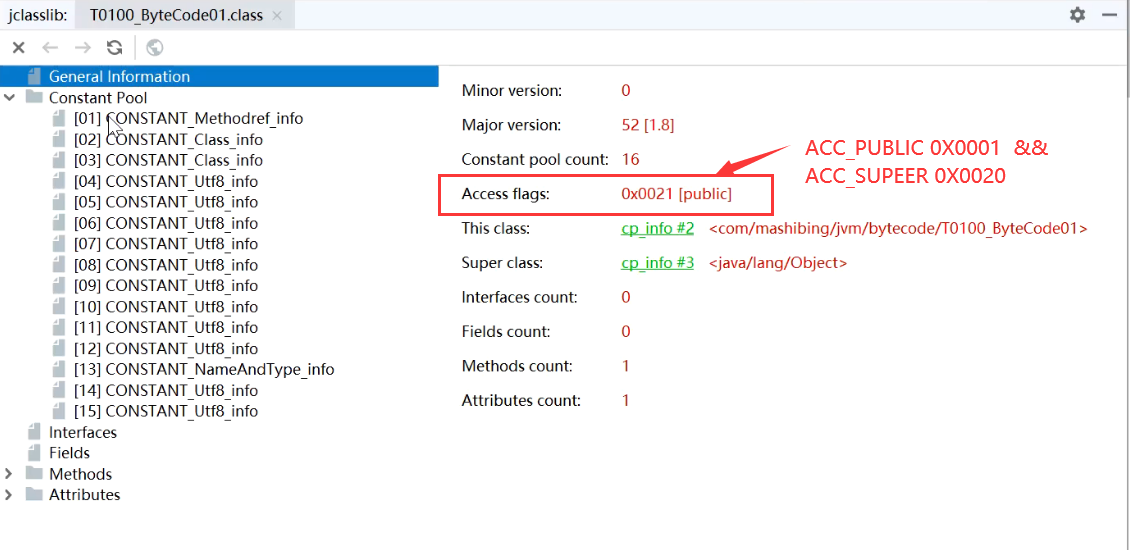 jclasslib: T0100_ByteCode01.class
General Information
Constant Pool
[01] CONSTANT_Methodref_info
[02] CONSTANT_Class_info
[03] CONSTANT_Class_info
[04] CONSTANT_Utf8_info
[05] CONSTANT_Utf8_info
[06] CONSTANT_Utf8_info
[07] CONSTANT_Utf8_info
[08] CONSTANT_Utf8_info
[09] CONSTANT_Utf8_info
[10] CONSTANT_Utf8_info
[11] CONSTANT_Utf8_info
[12] CONSTANT_Utf8_info
[13] CONSTANT_NameAndType_info
[14] CONSTANT_Utf8_info
[15] CONSTANT_Utf8_info
Interfaces
Fields
Methods
Attributes
Minor version: 0
Major version: 52 [1.8]
Constant pool count: 16
Access flags: 0x0021 [public]
This class: cp_info #2 <com/mashibing/jvm/bytecode/T0100_ByteCode01>
Super class: cp_info #3 <java/lang/Object>
Interfaces count: 0
Fields count: 0
Methods count: 1
Attributes count: 1
ACC_PUBLIC 0X0001 &&
ACC_SUPEER 0X0020